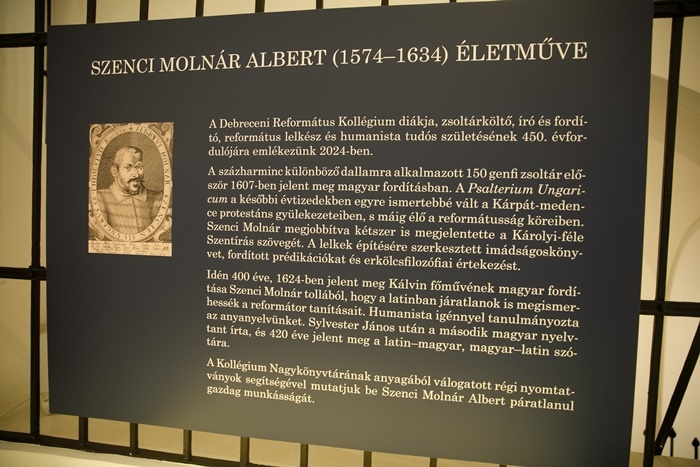 SZENCI MOLNÁR ALBERT (1574–1634) ÉLETMŰVE
A Debreceni Református Kollégium diákja, zsoltárköltő, író és fordí-
tó, református lelkész és humanista tudós születésének 450. évfor-
dulójára emlékezünk 2024-ben.
A százharminc különböző dallamra alkalmazott 150 genfi zsoltár elő-
ször 1607-ben jelent meg magyar fordításban. A Psalterium Ungari-
cum a későbbi évtizedekben egyre ismertebbé vált a Kárpát-meden-
ce protestáns gyülekezeteiben, s máig élő a reformátusság köreiben.
Szenci Molnár megjobbítva kétszer is megjelentette a Károlyi-féle
Szentírás szövegét. A lelkek építésére szerkesztett imádságosköny-
vet, fordított prédikációkat és erkölcsfilozófiai értekezést.
Idén 400 éve, 1624-ben jelent meg Kálvin főművének magyar fordí-
tása Szenci Molnár tollából, hogy a latinban járatlanok is megismer-
hessék a reformátor tanításait. Humanista igénnyel tanulmányozta
az anyanyelvünket. Sylvester János után a második magyar nyelv-
tant írta, és 420 éve jelent meg a latin–magyar, magyar–latin szó-
tára.
A Kollégium Nagykönyvtárának anyagából válogatott régi nyomtat-
ványok segítségével mutatjuk be Szenci Molnár Albert páratlanul
gazdag munkásságát.